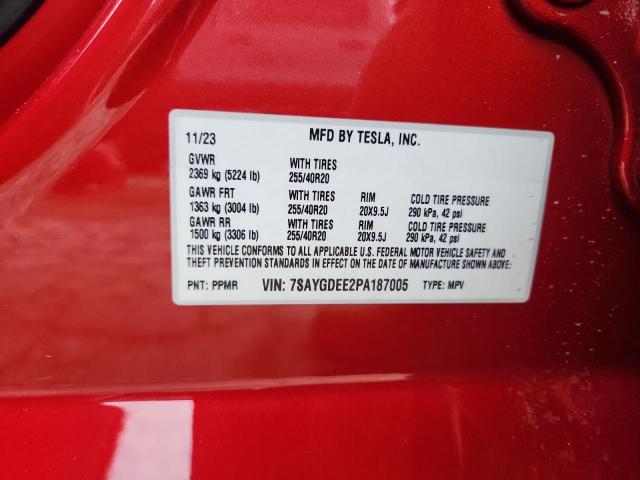 11/23 MFD BY TESLA, INC.
GVWR WITH TIRES
2369 kg (5224 lb) 255/40R20
GAWR FRT WITH TIRES RIM COLD TIRE PRESSURE
1363 kg (3004 lb) 255/40R20 20X9.5J 290 kPa, 42 psi
GAWR RR WITH TIRES RIM COLD TIRE PRESSURE
1500 kg (3306 lb) 255/40R20 20X9.5J 290 kPa, 42 psi
THIS VEHICLE CONFORMS TO ALL APPLICABLE U.S. FEDERAL MOTOR VEHICLE SAFETY AND
THEFT PREVENTION STANDARDS IN EFFECT ON THE DATE OF MANUFACTURE SHOWN ABOVE.
PNT: PPMR VIN: 7SAYGDEE2PA187005 TYPE: MPV